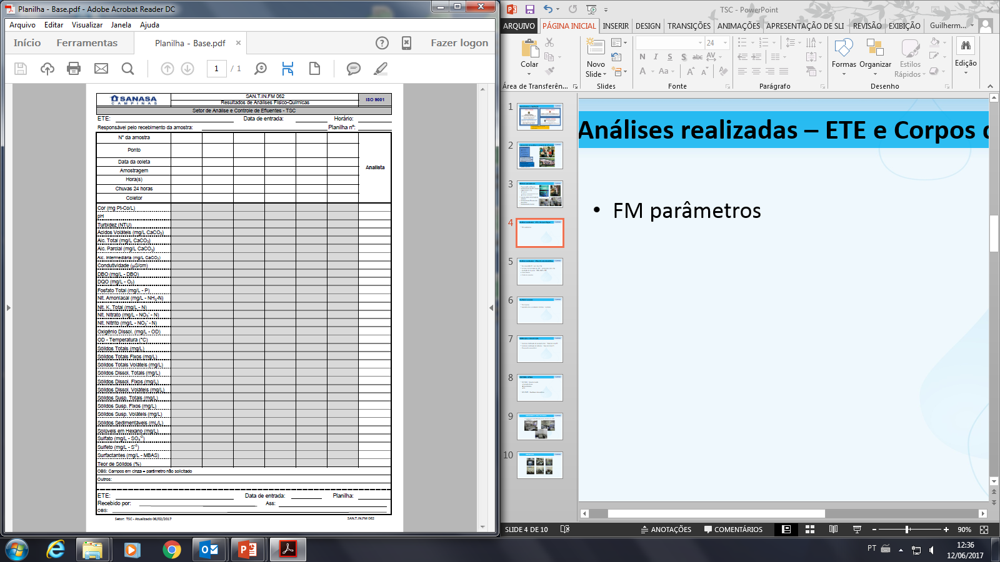 Planilha - Base.pdf - Adobe Acrobat Reader DC
Arquivo Editar Visualizar Janela Ajuda
Início Ferramentas Planilha - Base.pdf × Fazer logon
1 / 1
SANASA
CAMPINAS
SAN.T.IN.FM 062
Resultados de Análises Físico-Químicas
ISO 9001
Setor de Análise e Controle de Efluentes - TSC
ETE: Data de entrada: Horário:
Responsável pelo recebimento da amostra: Planilha nº:
N° da amostra
Ponto
Data da coleta
Amostragem
Hora(s)
Chuvas 24 horas
Coletor
Analista
Cor (mg Pt-Co/L)
pH
Turbidez (NTU)
Ácidos Voláteis (mg/L CaCO3)
Alc. Total (mg/L CaCO3)
Alc. Parcial (mg/L CaCO3)
Alc. Intermediária (mg/L CaCO3)
Condutividade (µS/cm)
DBO (mg/L - DBO)
DQO (mg/L - O2)
Fosfato Total (mg/L - P)
Nit. Amoniacal (mg/L - NH3-N)
Nit. K. Total (mg/L - N)
Nit. Nitrato (mg/L - NO3- - N)
Nit. Nitrito (mg/L - NO2- - N)
Oxigênio Dissol. (mg/L - OD)
OD - Temperatura (°C)
Sólidos Totais (mg/L)
Sólidos Totais Fixos (mg/L)
Sólidos Totais Voláteis (mg/L)
Sólidos Dissol. Totais (mg/L)
Sólidos Dissol. Fixos (mg/L)
Sólidos Dissol. Voláteis (mg/L)
Sólidos Susp. Totais (mg/L)
Sólidos Susp. Fixos (mg/L)
Sólidos Susp. Voláteis (mg/L)
Sólidos Sedimentáveis (mL/L)
Solúveis em Hexano (mg/L)
Sulfato (mg/L - SO4-2)
Sulfeto (mg/L - S-2)
Surfactantes (mg/L - MBAS)
Teor de Sólidos (%)
OBS: Campos em cinza = parâmetro não solicitado
Outros:
ETE: Data de entrada: Planilha:
Recebido por: Ass:
OBS:
Setor: TSC - Atualizado 06/02/2017 SAN.T.IN.FM 062
TSC - PowerPoint
ARQUIVO PÁGINA INICIAL INSERIR DESIGN TRANSIÇÕES ANIMAÇÕES APRESENTAÇÃO DE SLI REVISÃO EXIBIÇÃO Guilherm...
Colar
Novo
Slide
24
N I S S abc AV
A Aa A A
Formas Organizar Estilos
Rápidos
Edição
Área de Transferên... Slides Fonte Parágrafo Desenho
1
2
3
4
5
6
7
8
9
10
Análises realizadas – ETE e Corpos d
• FM parâmetros
SLIDE 4 DE 10 ANOTAÇÕES COMENTÁRIOS 90%
PT 12:36
12/06/2017